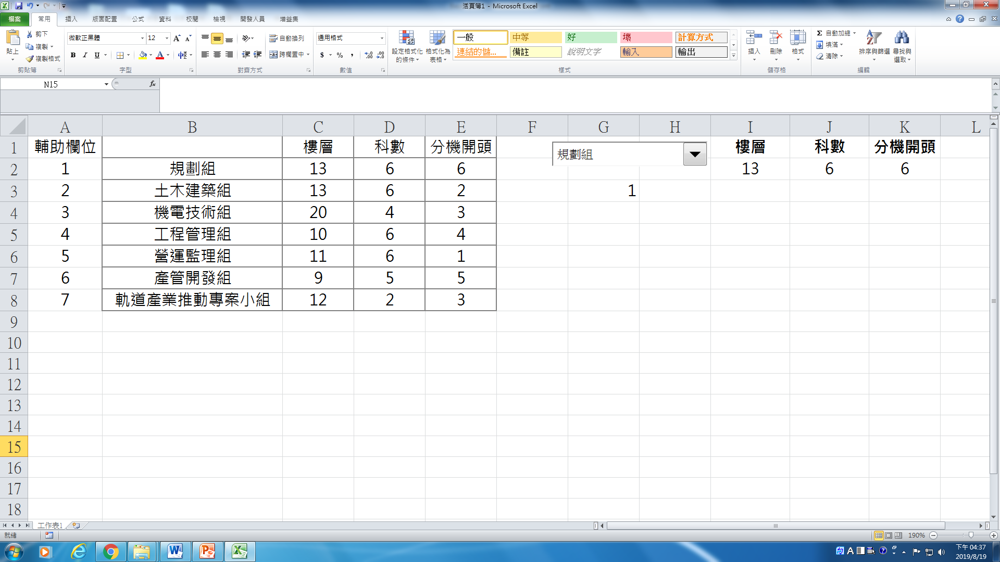 活頁簿1 - Microsoft Excel
檔案 常用 插入 版面配置 公式 資料 校閱 檢視 開發人員 增益集
貼上 剪下 複製 複製格式 剪貼簿
微軟正黑體 12 B I U 字型
自動換列 跨欄置中 對齊方式
通用格式 $ % , 數值
設定格式化的條件 格式化為表格
一般 中等 好 壞 計算方式
連結的儲... 備註 說明文字 輸入 輸出
樣式
插入 刪除 格式 儲存格
Σ 自動加總 填滿 清除 排序與篩選 尋找與選取 編輯
N15 fx
A B C D E F G H I J K L
1 輔助欄位 樓層 科數 分機開頭 規劃組 樓層 科數 分機開頭
2 1 規劃組 13 6 6 13 6 6
3 2 土木建築組 13 6 2 1
4 3 機電技術組 20 4 3
5 4 工程管理組 10 6 4
6 5 營運監理組 11 6 1
7 6 產管開發組 9 5 5
8 7 軌道產業推動專案小組 12 2 3
9
10
11
12
13
14
15
16
17
18
工作表1
就緒 190%
下午 04:37
2019/8/19